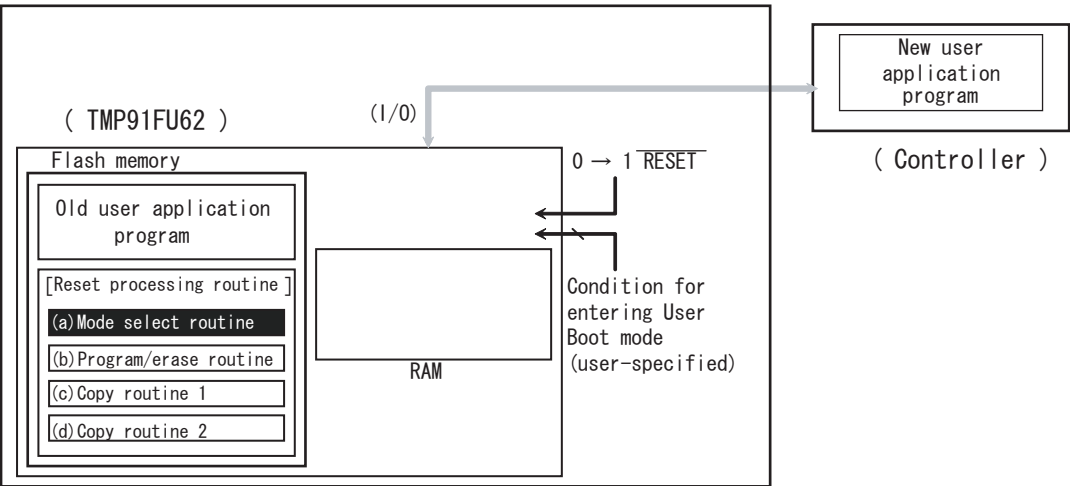 New user
application
program
( Controller )
(I/O)
( TMP91FU62 )
Flash memory
Old user application
program
[Reset processing routine]
(a)Mode select routine
(b)Program/erase routine
(c)Copy routine 1
(d)Copy routine 2
RAM
0 → 1 RESET
Condition for
entering User
Boot mode
(user-specified)